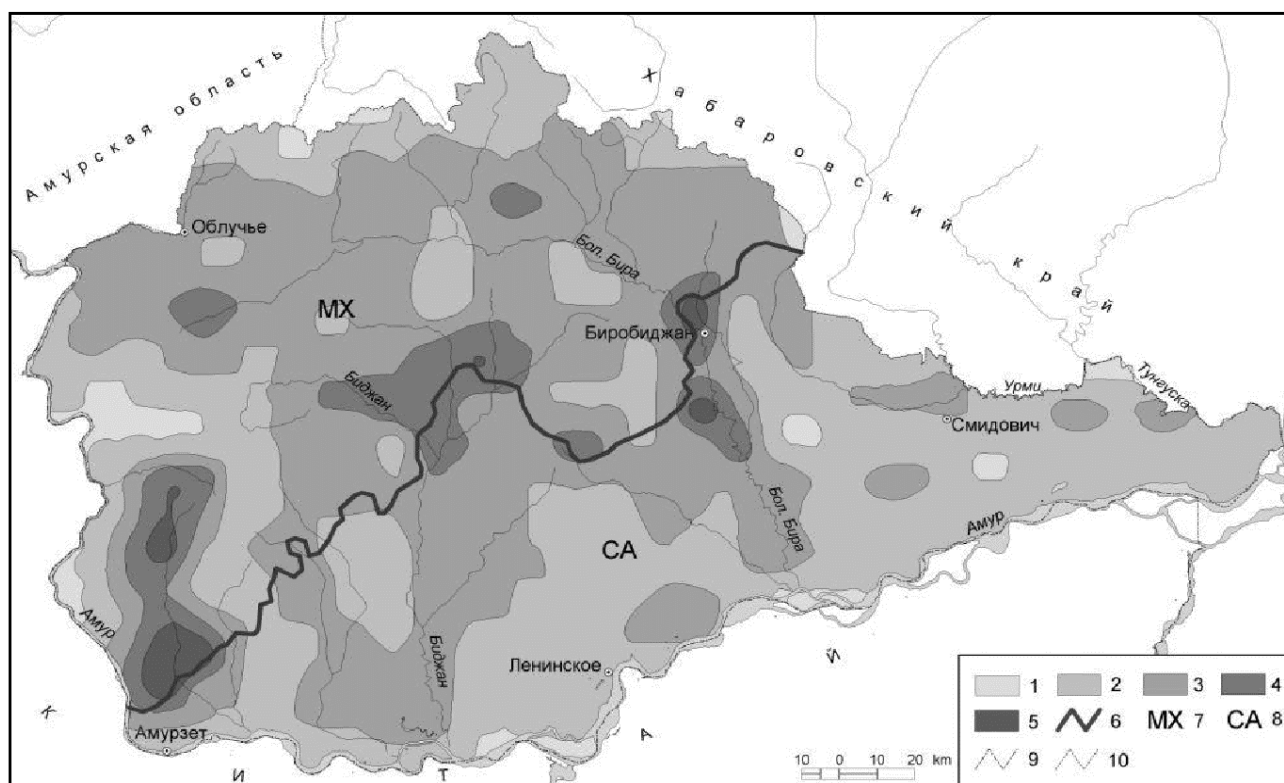 Амурская область
Хабаровский край
Облучье
Бол. Бира
МХ
Биробиджан
Биджан
Урми
Тунгуска
Смидович
Бол. Бира
Амур
СА
Амур
Биджан
Ленинское
Амурзет
КИТАЙ
1 2 3 4
5 6 МХ 7 СА 8
9 10
10 0 10 20 km